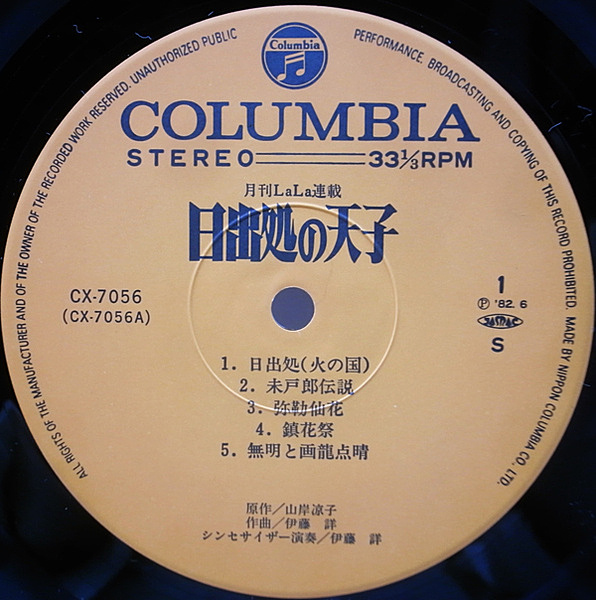 ALL RIGHTS OF THE MANUFACTURER AND OF THE OWNER OF THE RECORDED WORK RESERVED. UNAUTHORIZED PUBLIC PERFORMANCE. BROADCASTING AND COPYING OF THIS RECORD PROHIBITED. MADE BY NIPPON COLUMBIA CO. LTD.
Columbia
COLUMBIA
STEREO 33 1/3 RPM
月刊LaLa連載
日出処の天子
CX-7056
(CX-7056A)
1
Ⓟ '82. 6
JASRAC
S
1. 日出処(火の国)
2. 未戸郎伝説
3. 弥勒仙花
4. 鎮花祭
5. 無明と画龍点晴
原作/山岸凉子
作曲/伊藤 詳
シンセサイザー演奏/伊藤 詳